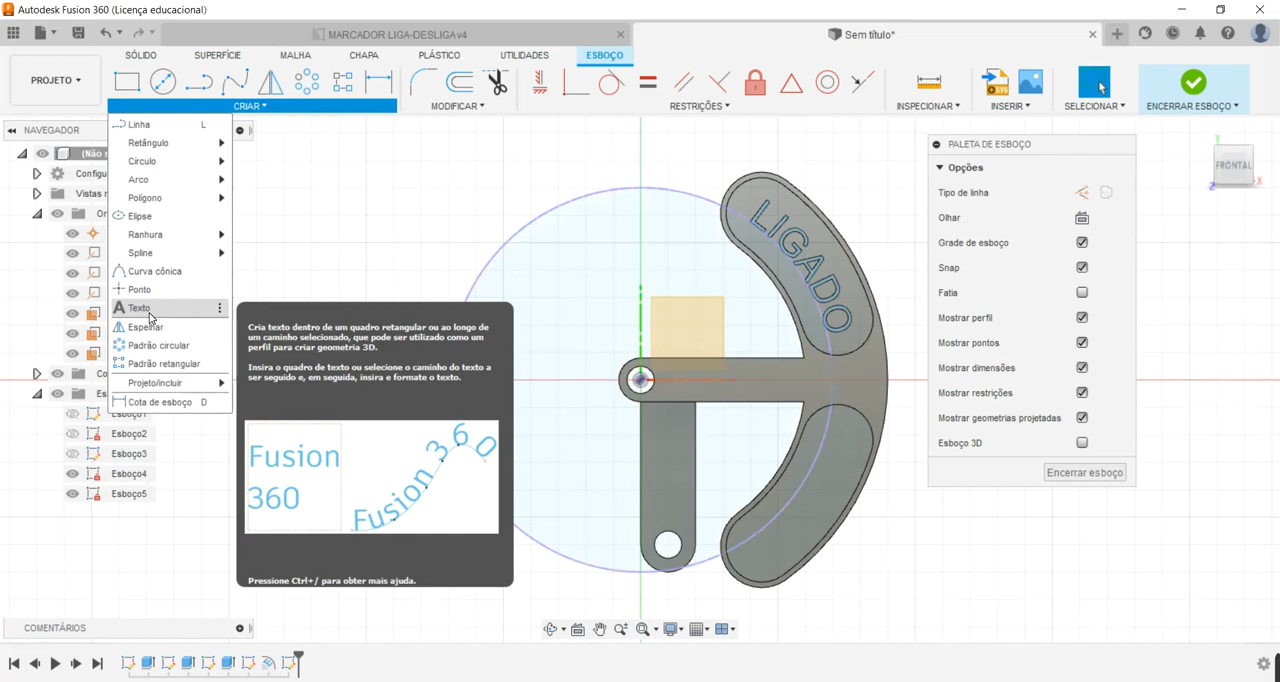 Autodesk Fusion 360 (Licença educacional)
MARCADOR LIGA-DESLIGA v4
Sem título*
PROJETO
SÓLIDO
SUPERFÍCIE
MALHA
CHAPA
PLÁSTICO
UTILIDADES
ESBOÇO
CRIAR
MODIFICAR
RESTRIÇÕES
INSPECIONAR
INSERIR
SELECIONAR
ENCERRAR ESBOÇO
NAVEGADOR
(Não s
Configu
Vistas r
Or
Co
Es
Esboço1
Esboço2
Esboço3
Esboço4
Esboço5
Linha L
Retângulo
Círculo
Arco
Polígono
Elipse
Ranhura
Spline
Curva cônica
Ponto
Texto
Espelhar
Padrão circular
Padrão retangular
Projeto/incluir
Cota de esboço D
Cria texto dentro de um quadro retangular ou ao longo de
um caminho selecionado, que pode ser utilizado como um
perfil para criar geometria 3D.
Insira o quadro de texto ou selecione o caminho do texto a
ser seguido e, em seguida, insira e formate o texto.
Fusion
360
Fusion 360
Pressione Ctrl+/ para obter mais ajuda.
LIGADO
PALETA DE ESBOÇO
Opções
Tipo de linha
Olhar
Grade de esboço
Snap
Fatia
Mostrar perfil
Mostrar pontos
Mostrar dimensões
Mostrar restrições
Mostrar geometrias projetadas
Esboço 3D
Encerrar esboço
Y
FRONTAL
Z
X
COMENTÁRIOS